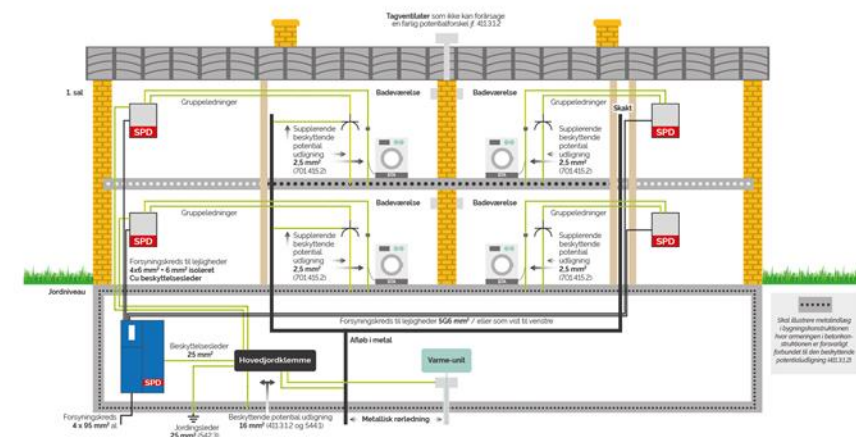 Tagventilator som ikke kan forårsage
en farlig potentialforskel jf. 411.3.1.2
1. sal
Gruppeledninger
Badeværelse
Badeværelse
Gruppeledninger
Skakt
SPD
SPD
Supplerende
beskyttende
potential
udligning
2,5 mm²
(701.415.2)
Supplerende
beskyttende
potential
udligning
2,5 mm²
(701.415.2)
Gruppeledninger
Badeværelse
Badeværelse
Gruppeledninger
SPD
SPD
Supplerende
beskyttende
potential
udligning
2,5 mm²
(701.415.2)
Supplerende
beskyttende
potential
udligning
2,5 mm²
(701.415.2)
Forsyningskreds til lejligheder
4x6 mm² + 6 mm² isoleret
Cu beskyttelsesleder
Jordniveau
Forsyningskreds til lejligheder 5G6 mm² / eller som vist til venstre
Skal illustrere metalindlæg
i bygningskonstruktionen
hvor armeringen i betonkon-
struktionen er forsvarligt
forbundet til den beskyttende
potentialudligning (411.3.1.2)
Afløb i metal
Beskyttelsesleder
25 mm²
Hovedjordklemme
Varme-unit
SPD
Forsyningskreds
4 x 95 mm² al
Jordingsleder
25 mm² (542.3)
Beskyttende potential udligning
16 mm² (411.3.1.2 og 544.1)
Metallisk rørledning